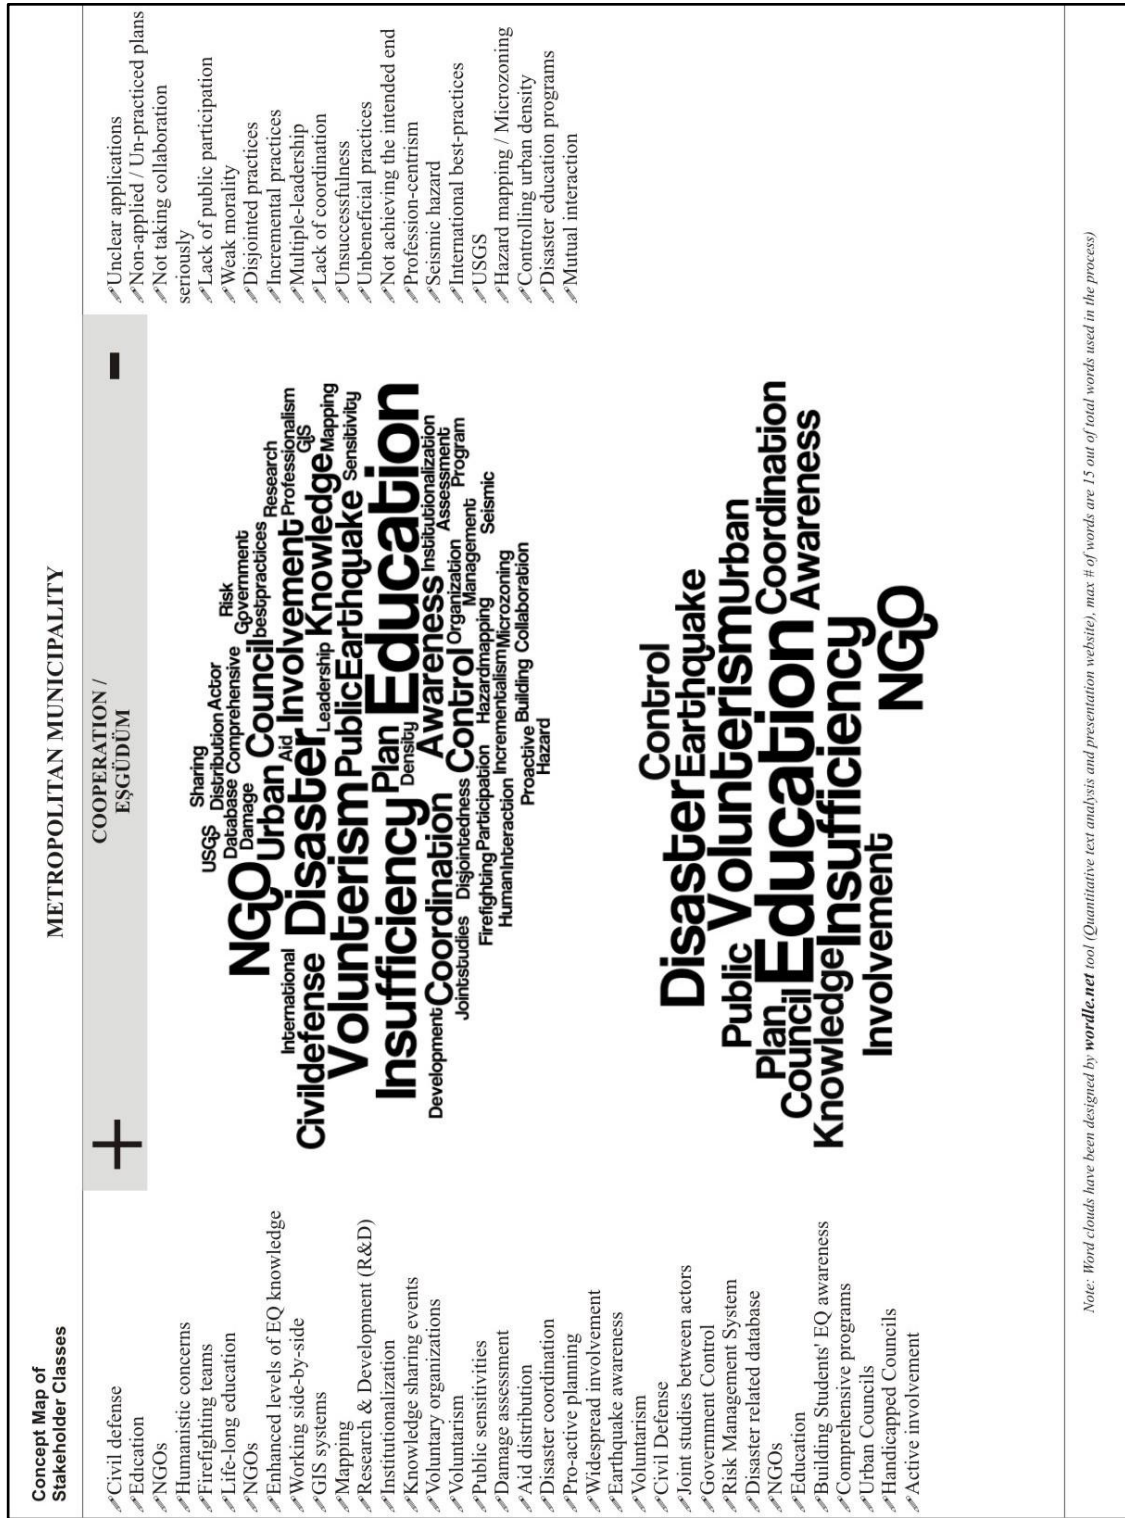 Concept Map of
Stakeholder Classes
METROPOLITAN MUNICIPALITY
COOPERATION /
EŞGÜDÜM
+
-
Civil defense
Education
NGOs
Humanistic concerns
Firefighting teams
Life-long education
NGOs
Enhanced levels of EQ knowledge
Working side-by-side
GIS systems
Mapping
Research & Development (R&D)
Institutionalization
Knowledge sharing events
Voluntary organizations
Voluntarism
Public sensitivities
Damage assessment
Aid distribution
Disaster coordination
Pro-active planning
Widespread involvement
Earthquake awareness
Voluntarism
Civil Defense
Joint studies between actors
Government Control
Risk Management System
Disaster related database
NGOs
Education
Building Students' EQ awareness
Comprehensive programs
Urban Councils
Handicapped Councils
Active involvement
Sharing
USGS Distribution Actor Risk
Database Comprehensive Government
Damage bestpractices Research
NGO Urban Council Professionalism
International Aid Involvement GIS
Civildefense Disaster Leadership Knowledge Mapping
Volunterism Public Earthquake Sensitivity
Insufficiency Plan Education
Density
Development Coordination Awareness Institutionalization
Jointstudies Disjointedness Control Organization Assessment
Firefighting Participation Hazardmapping Management Program
Human Interaction Incrementalism Microzoning Seismic
Proactive Building Collaboration
Hazard
Control
Disaster Earthquake
Public Volunterism Urban
Plan Education Coordination
Council
Knowledge Insufficiency Awareness
Involvement NGO
Unclear applications
Non-applied / Un-practiced plans
Not taking collaboration
seriously
Lack of public participation
Weak morality
Disjointed practices
Incremental practices
Multiple-leadership
Lack of coordination
Unsuccessfulness
Unbeneficial practices
Not achieving the intended end
Profession-centrism
Seismic hazard
International best-practices
USGS
Hazard mapping / Microzoning
Controlling urban density
Disaster education programs
Mutual interaction
Note: Word clouds have been designed by wordle.net tool (Quantitative text analysis and presentation website), max # of words are 15 out of total words used in the process)